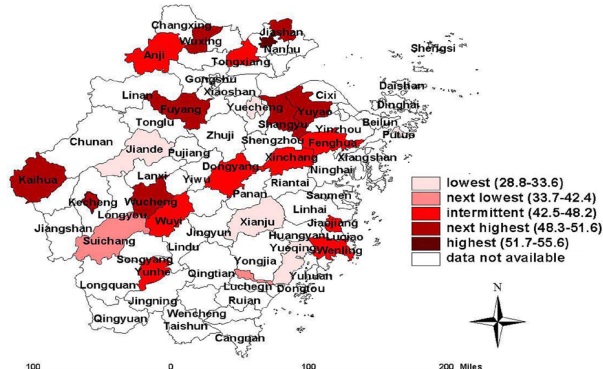 Changxing
Wuxing
Jiashan
Nanhu
Anji
Tongxiang
Shengsi
Gongshu
Xiaoshan
Daishan
Linan
Cixi
Fuyang
Yuecheng
Yuyao
Dinghai
Tonglu
Shangyu
Beilun
Yinzhou
Putuo
Zhuji
Shengzhou
Fenghua
Chunan
Jiande
Pujiang
Xinchang
Xiangshan
Lanxi
Dongyang
Ninghai
Kaihua
Yiwu
Riantai
Panan
Sanmen
Kecheng
Wucheng
Longyou
Linhai
Wuyi
Xianju
Jiaojiang
Jiangshan
Huangyan
Luqiao
Suichang
Jingyun
Yueqing
Wenling
Lindu
Songyang
Yongjia
Yunhe
Qingtian
Yuhuan
Longquan
Luchegn
Dongtou
Jingning
Ruian
Qingyuan
Wencheng
Taishun
Cangnan
lowest (28.8-33.6)
next lowest (33.7-42.4)
intermittent (42.5-48.2)
next highest (48.3-51.6)
highest (51.7-55.6)
data not available
N
100 0 100 200 Miles